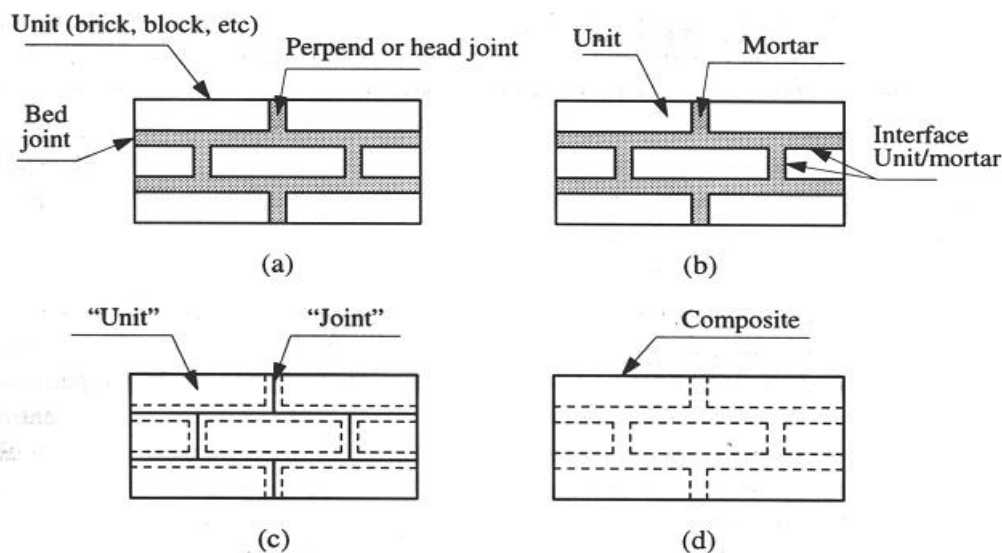 Unit (brick, block, etc)
Perpend or head joint
Bed
joint
(a)
Unit
Mortar
Interface
Unit/mortar
(b)
“Unit”
“Joint”
(c)
Composite
(d)